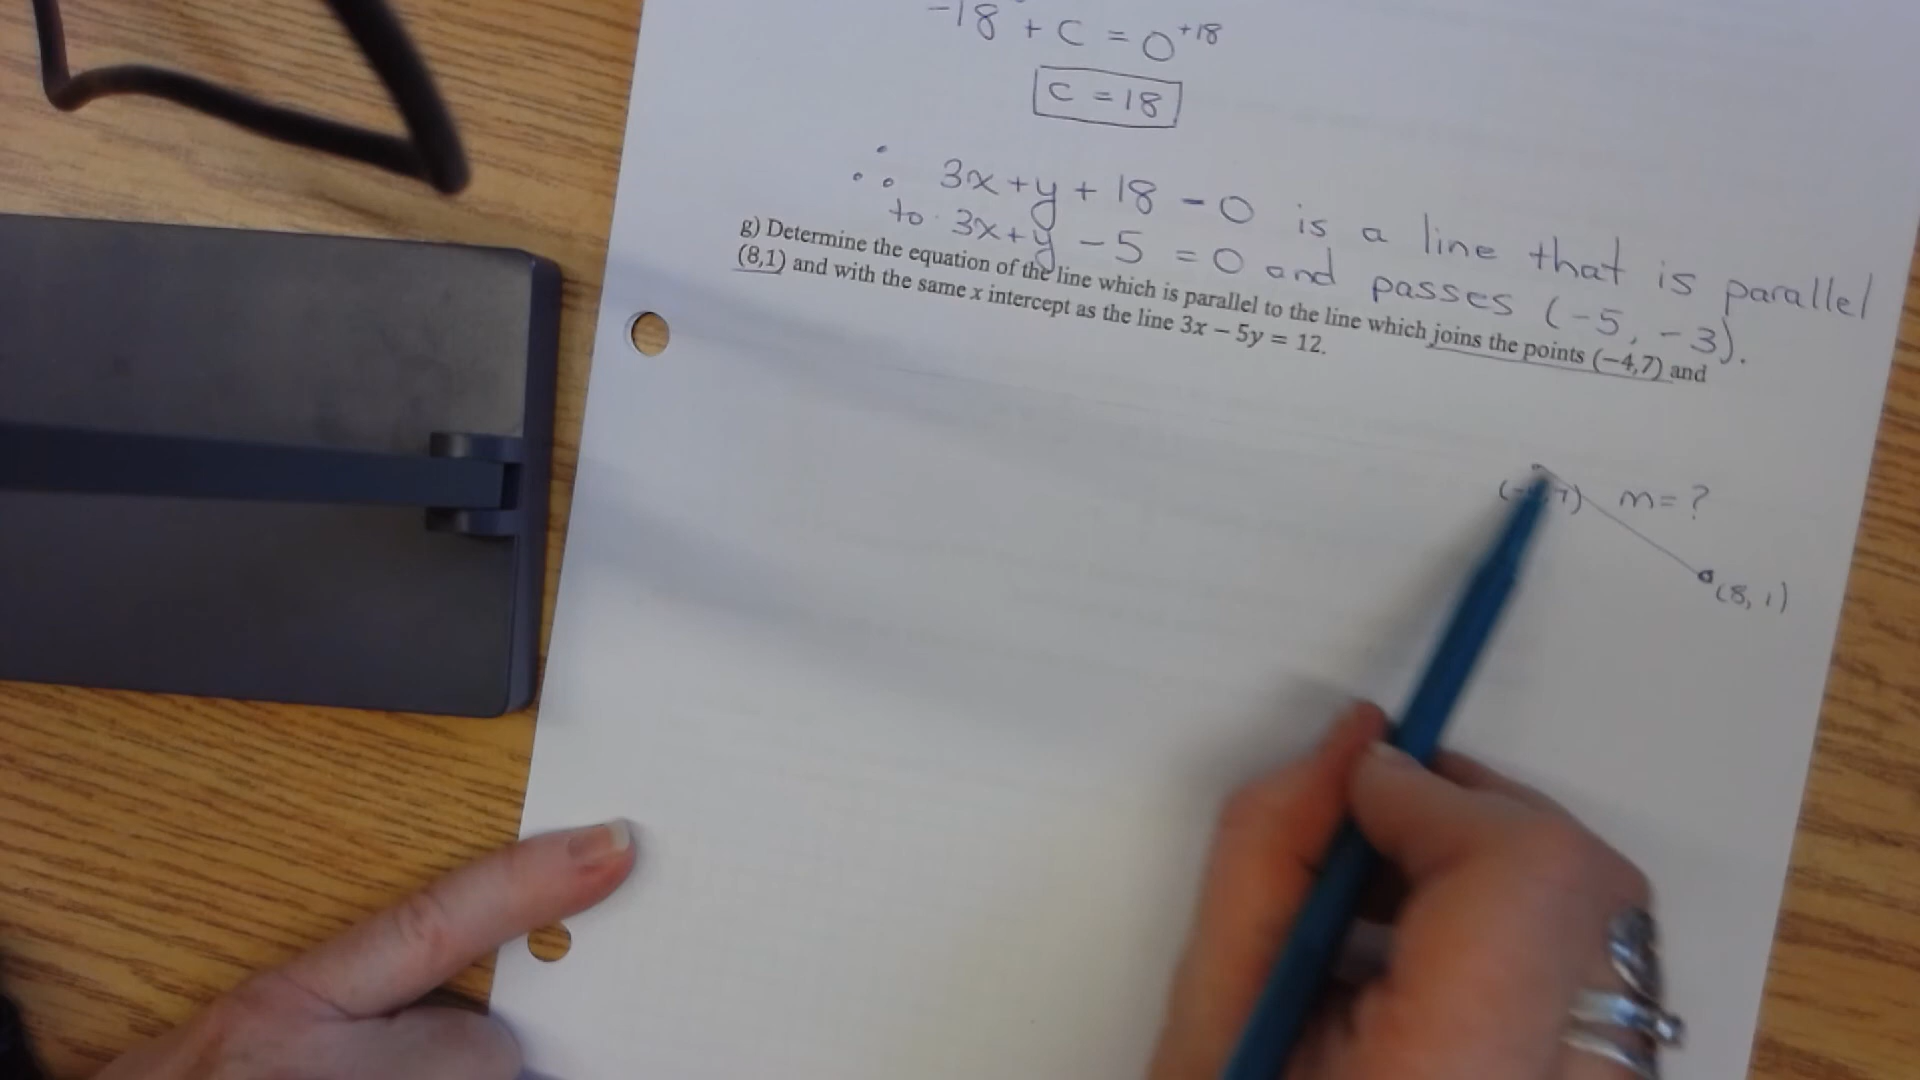 -18 + C = 0 +18
C = 18
∴ 3x + y + 18 - 0 is a line that is parallel
to 3x + y - 5 = 0 and passes (-5, -3).
g) Determine the equation of the line which is parallel to the line which joins the points (−4,7) and
(8,1) and with the same x intercept as the line 3x − 5y = 12.
m = ?
(8, 1)